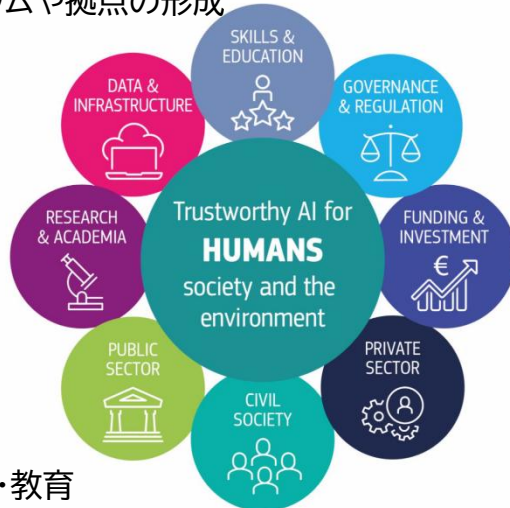 ムや拠点の形成
SKILLS &
EDUCATION
DATA &
INFRASTRUCTURE
GOVERNANCE
& REGULATION
RESEARCH
& ACADEMIA
Trustworthy AI for
HUMANS
society and the
environment
FUNDING &
INVESTMENT
€
PUBLIC
SECTOR
PRIVATE
SECTOR
CIVIL
SOCIETY
・教育